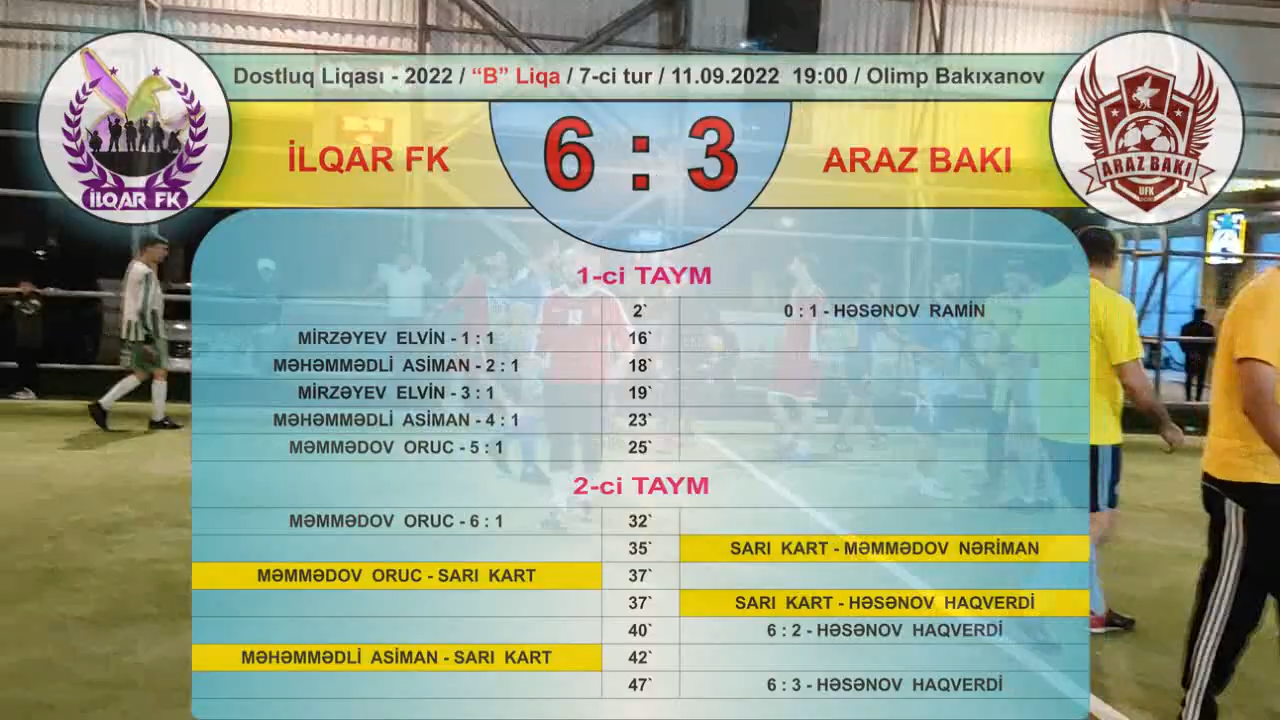 Dostluq Liqası - 2022 / “B” Liqa / 7-ci tur / 11.09.2022 19:00 / Olimp Bakıxanov
İLQAR FK
İLQAR FK
6 : 3
ARAZ BAKI
ARAZ BAKI
UFK
1-ci TAYM
2` 0 : 1 - HƏSƏNOV RAMİN
MİRZƏYEV ELVİN - 1 : 1 16`
MƏHƏMMƏDLİ ASİMAN - 2 : 1 18`
MİRZƏYEV ELVİN - 3 : 1 19`
MƏHƏMMƏDLİ ASİMAN - 4 : 1 23`
MƏMMƏDOV ORUC - 5 : 1 25`
2-ci TAYM
MƏMMƏDOV ORUC - 6 : 1 32`
35` SARI KART - MƏMMƏDOV NƏRİMAN
MƏMMƏDOV ORUC - SARI KART 37`
37` SARI KART - HƏSƏNOV HAQVERDİ
40` 6 : 2 - HƏSƏNOV HAQVERDİ
MƏHƏMMƏDLİ ASİMAN - SARI KART 42`
47` 6 : 3 - HƏSƏNOV HAQVERDİ